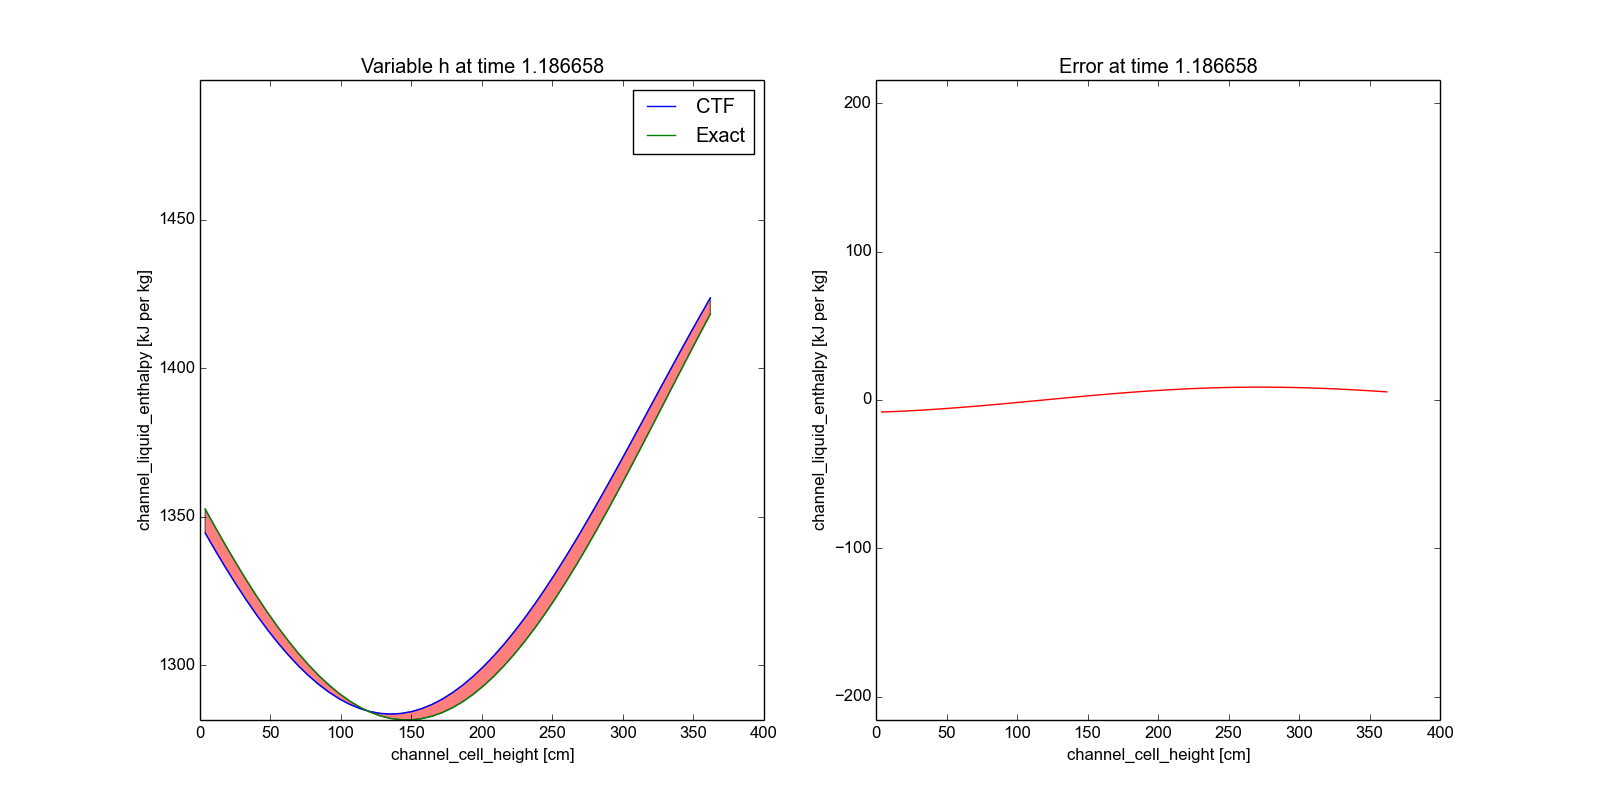 Variable h at time 1.186658
CTF
Exact
1450
1400
1350
1300
0 50 100 150 200 250 300 350 400
channel_cell_height [cm]
channel_liquid_enthalpy [kJ per kg]
Error at time 1.186658
200
100
0
−100
−200
0 50 100 150 200 250 300 350 400
channel_cell_height [cm]
channel_liquid_enthalpy [kJ per kg]